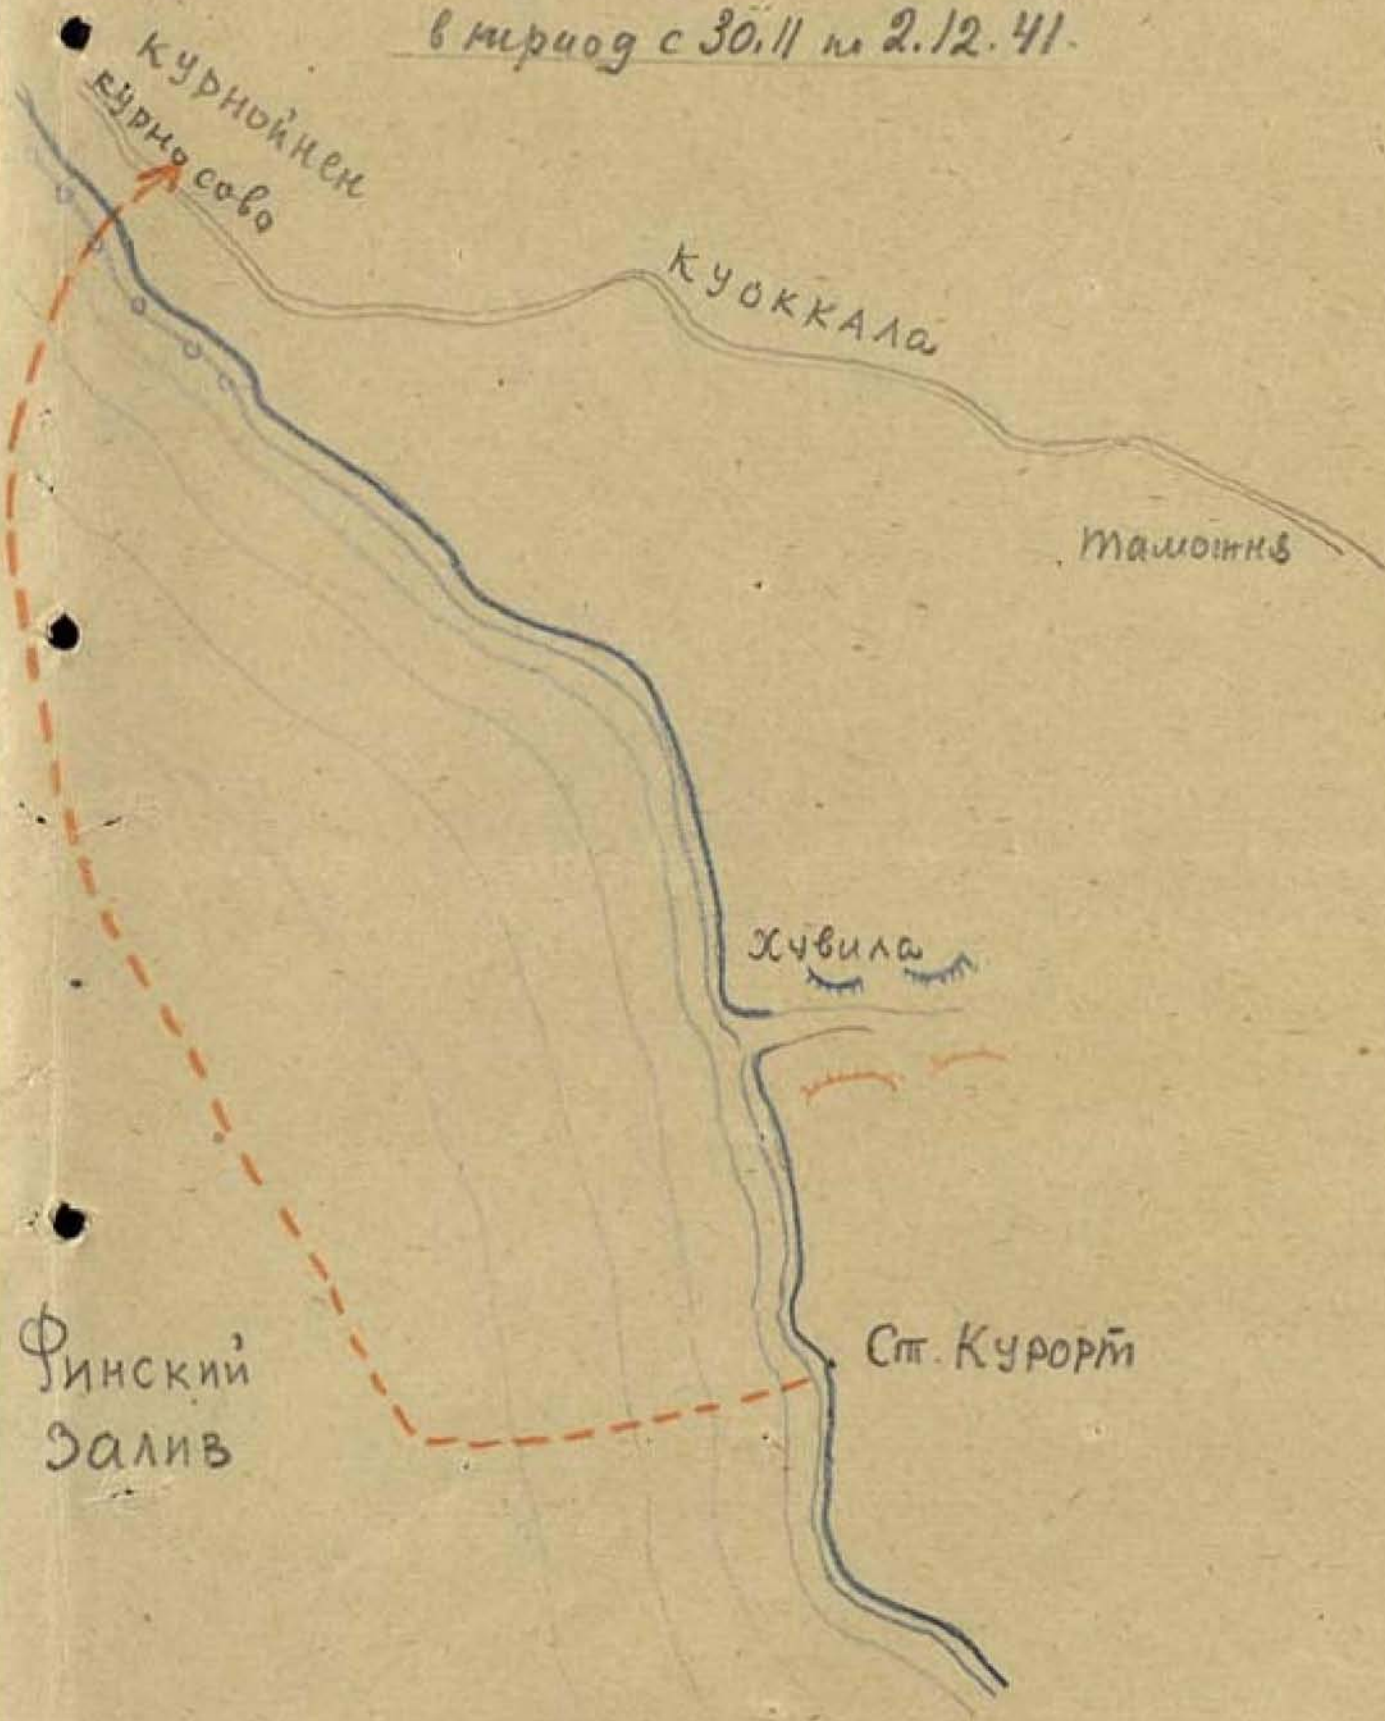 в период с 30.11 по 2.12.41.
Курнойнен
Курносово
Куоккала
Таможня
Хувила
Ст. Курорт
Финский
Залив